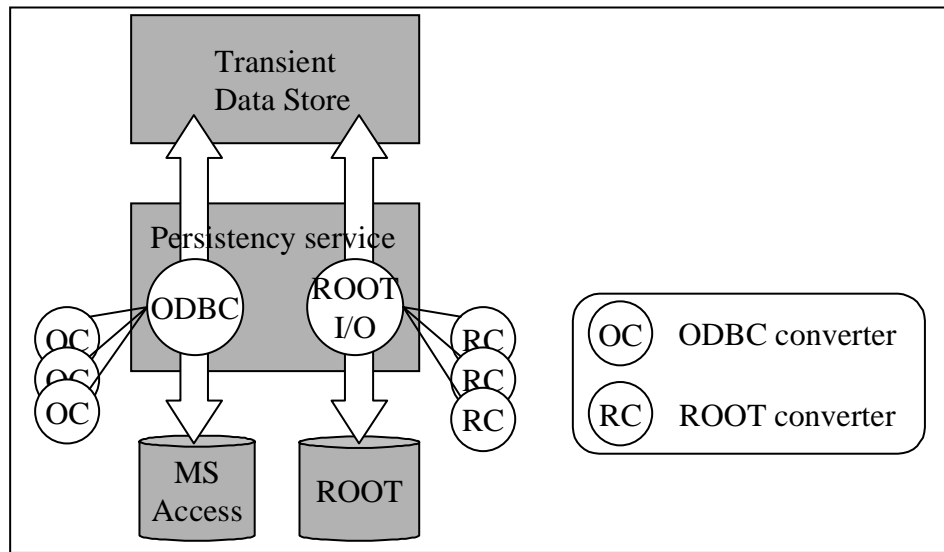 Transient
Data Store
Persistency service
ODBC
ROOT
I/O
OC
OC
OC
RC
RC
RC
MS
Access
ROOT
OC ODBC converter
RC ROOT converter